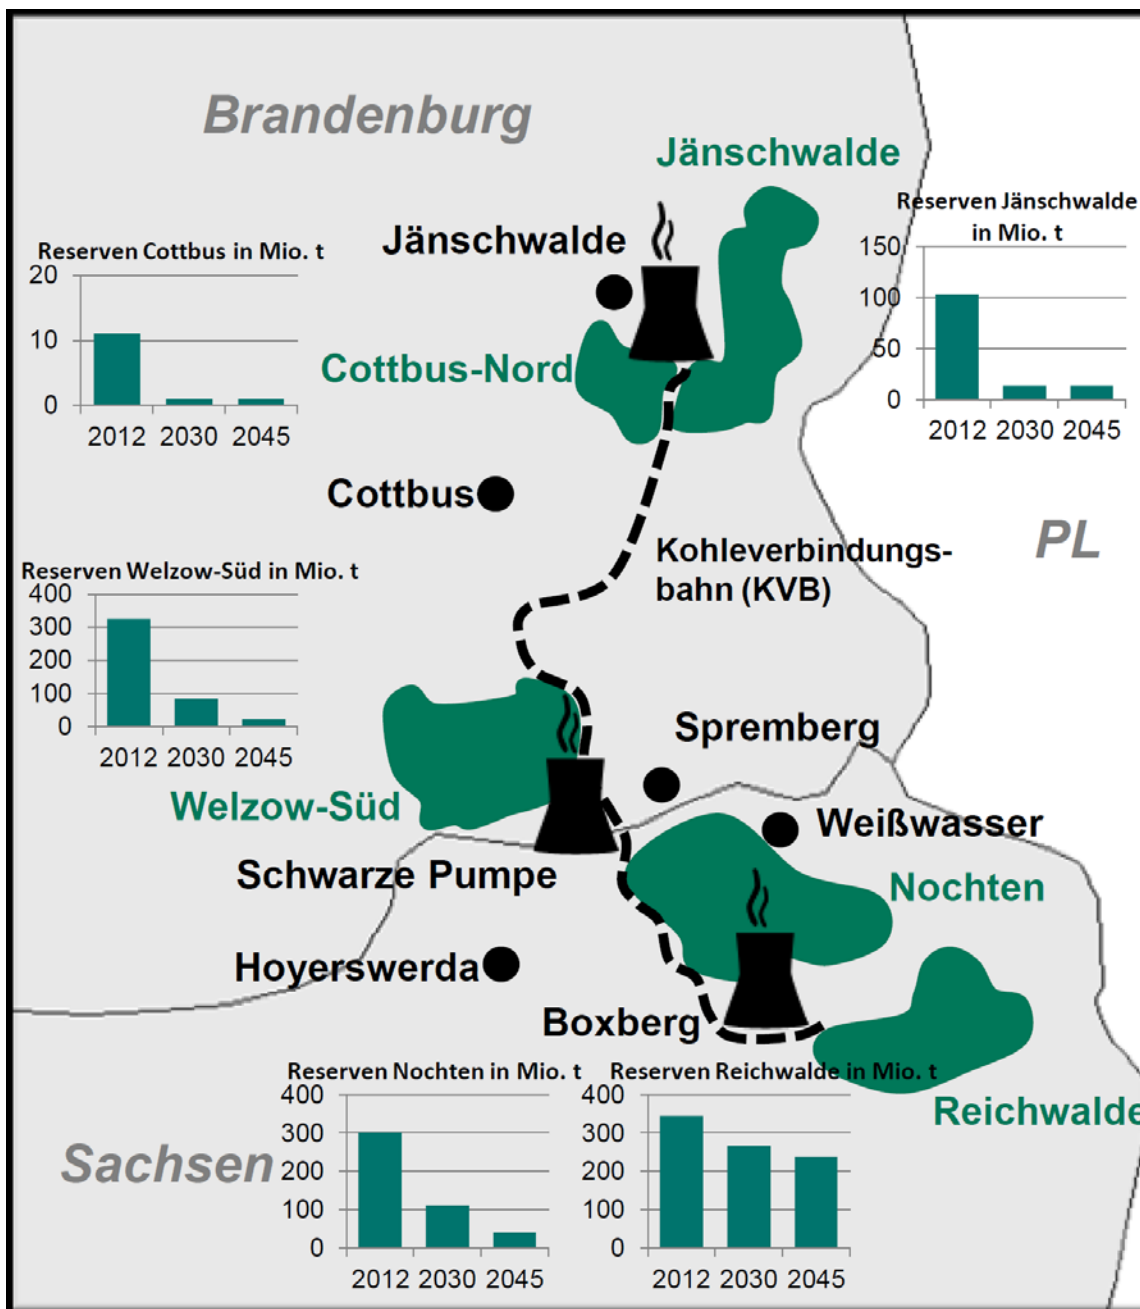 Brandenburg
Jänschwalde
Reserven Jänschwalde
in Mio. t
150
100
50
0
2012 2030 2045
Jänschwalde
Reserven Cottbus in Mio. t
20
10
0
2012 2030 2045
Cottbus-Nord
Cottbus
PL
Kohleverbindungs-
bahn (KVB)
Reserven Welzow-Süd in Mio. t
400
300
200
100
0
2012 2030 2045
Spremberg
Welzow-Süd
Weißwasser
Schwarze Pumpe
Nochten
Hoyerswerda
Boxberg
Reserven Nochten in Mio. t
400
300
200
100
0
2012 2030 2045
Reserven Reichwalde in Mio. t
400
300
200
100
0
2012 2030 2045
Reichwalde
Sachsen